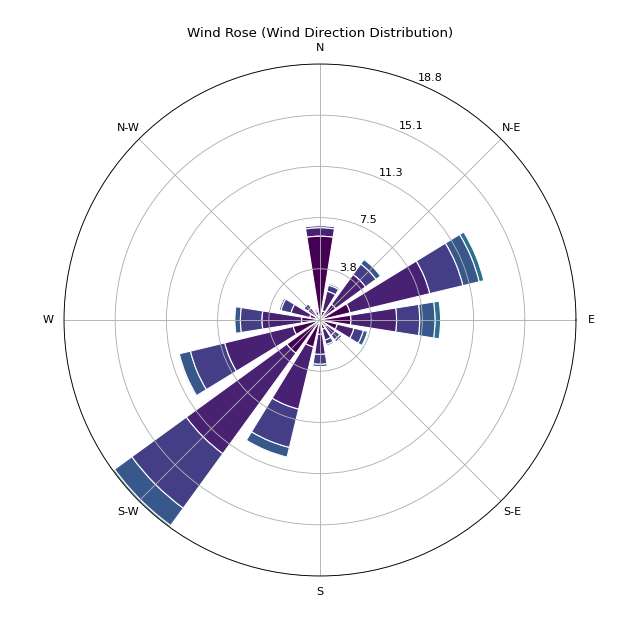 Wind Rose (Wind Direction Distribution)
N
18.8
N-W
15.1
N-E
11.3
7.5
3.8
W
E
S-W
S-E
S